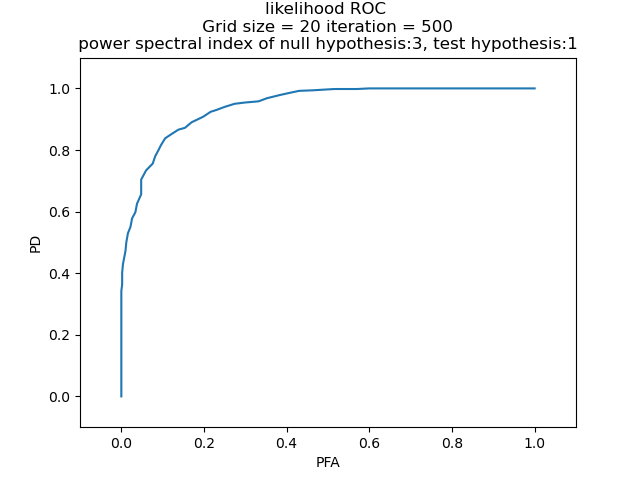 likelihood ROC
Grid size = 20 iteration = 500
power spectral index of null hypothesis:3, test hypothesis:1
1.0
0.8
0.6
0.4
0.2
0.0
PD
0.0 0.2 0.4 0.6 0.8 1.0
PFA